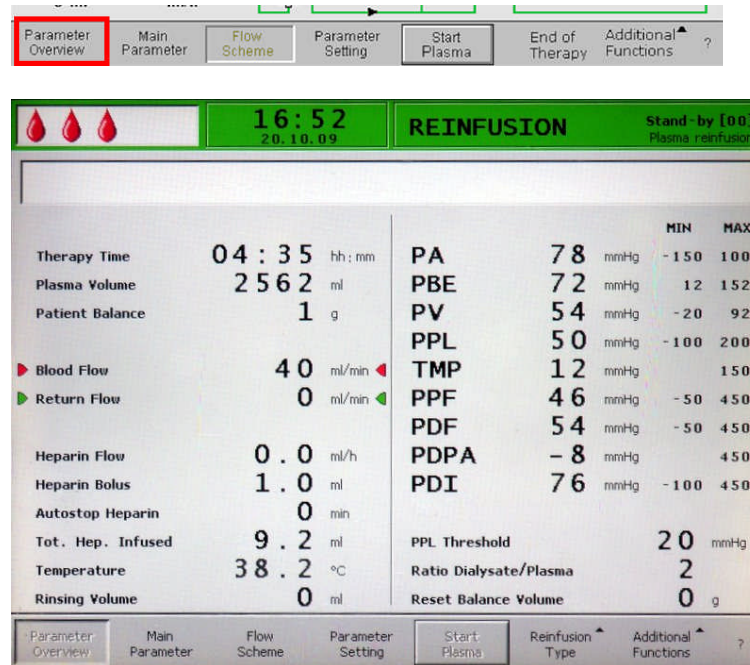 Parameter Overview
Main Parameter
Flow Scheme
Parameter Setting
Start Plasma
End of Therapy
Additional Functions
?
16:52
20.10.09
REINFUSION
Stand-by [00]
Plasma reinfusion
MIN MAX
Therapy Time 04:35 hh:mm
Plasma Volume 2562 ml
Patient Balance 1 g
Blood Flow 40 ml/min
Return Flow 0 ml/min
Heparin Flow 0.0 ml/h
Heparin Bolus 1.0 ml
Autostop Heparin 0 min
Tot. Hep. Infused 9.2 ml
Temperature 38.2 °C
Rinsing Volume 0 ml
PA 78 mmHg -150 100
PBE 72 mmHg 12 152
PV 54 mmHg -20 92
PPL 50 mmHg -100 200
TMP 12 mmHg 150
PPF 46 mmHg -50 450
PDF 54 mmHg -50 450
PDPA -8 mmHg 450
PDI 76 mmHg -100 450
PPL Threshold 20 mmHg
Ratio Dialysate/Plasma 2
Reset Balance Volume 0 g
Parameter Overview
Main Parameter
Flow Scheme
Parameter Setting
Start Plasma
Reinfusion Type
Additional Functions
?